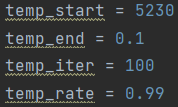 temp_start = 5230
temp_end = 0.1
temp_iter = 100
temp_rate = 0.99